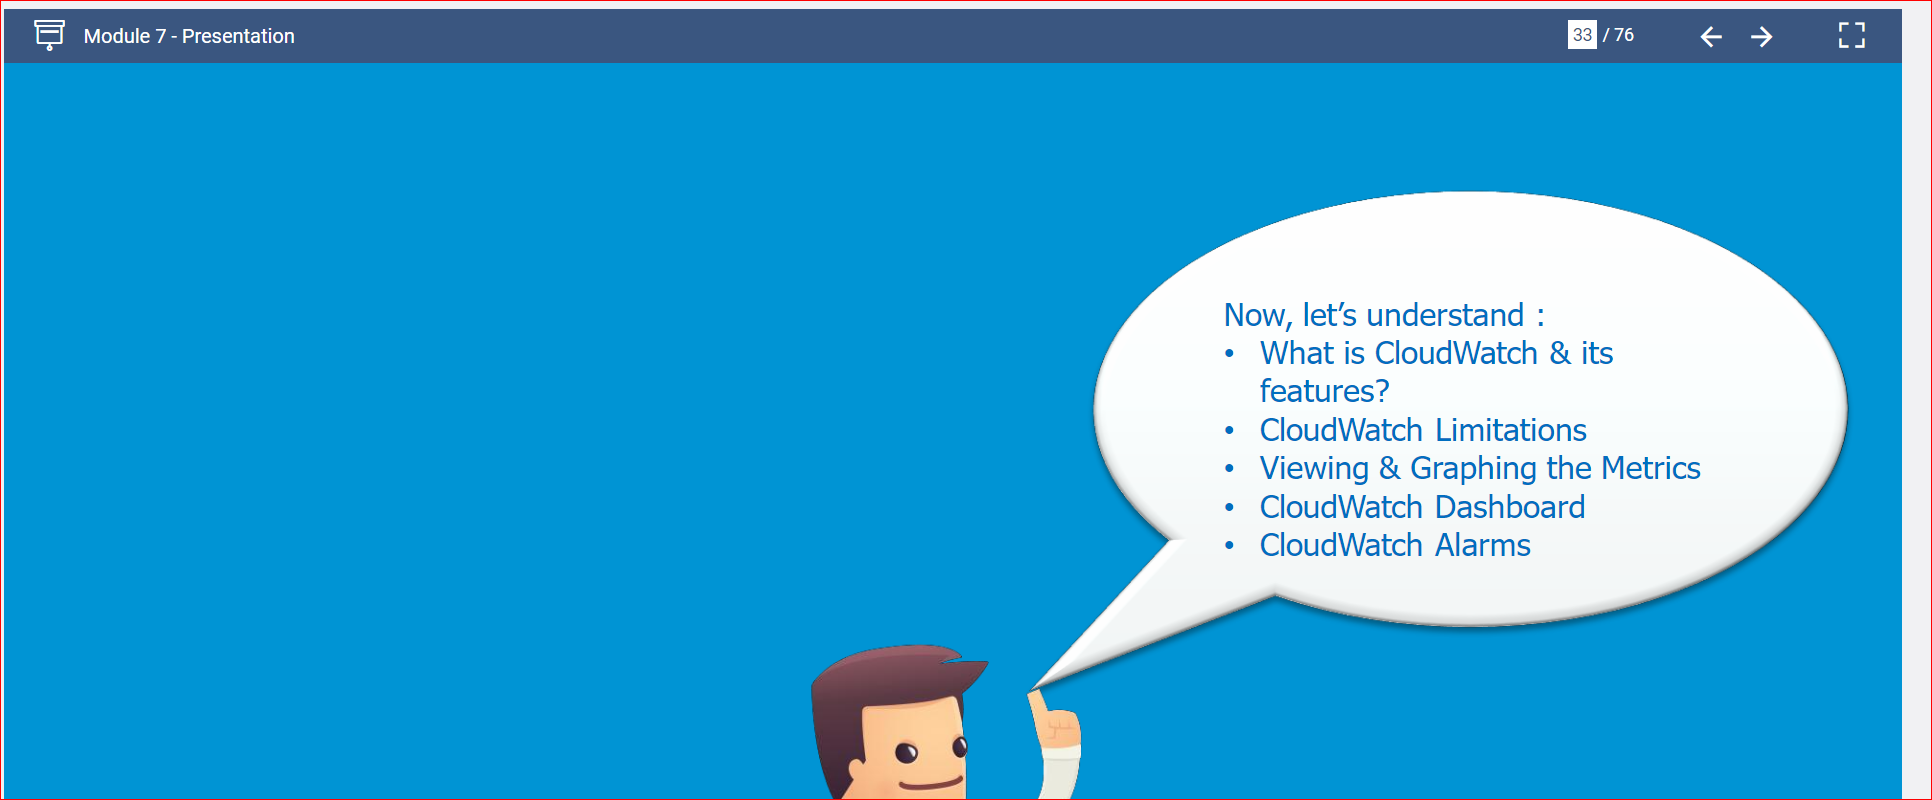 Module 7 - Presentation
33 / 76
Now, let’s understand :
• What is CloudWatch & its
features?
• CloudWatch Limitations
• Viewing & Graphing the Metrics
• CloudWatch Dashboard
• CloudWatch Alarms